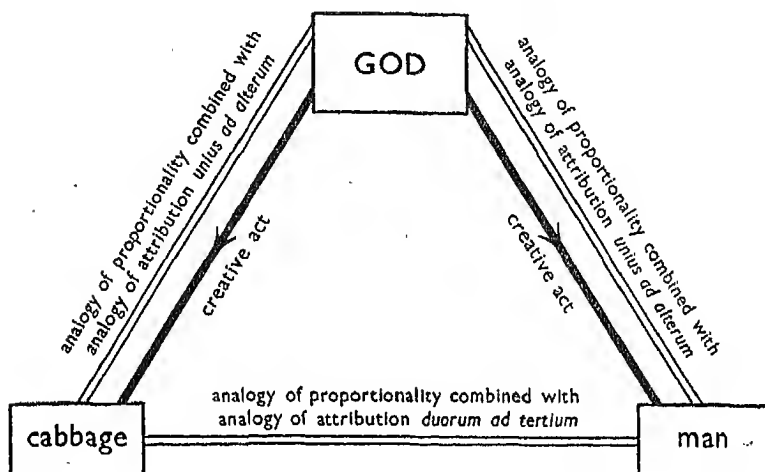 GOD
analogy of proportionality combined with
analogy of attribution unius ad alterum
creative act
analogy of proportionality combined with
analogy of attribution unius ad alterum
creative act
analogy of proportionality combined with
analogy of attribution duorum ad tertium
cabbage
man